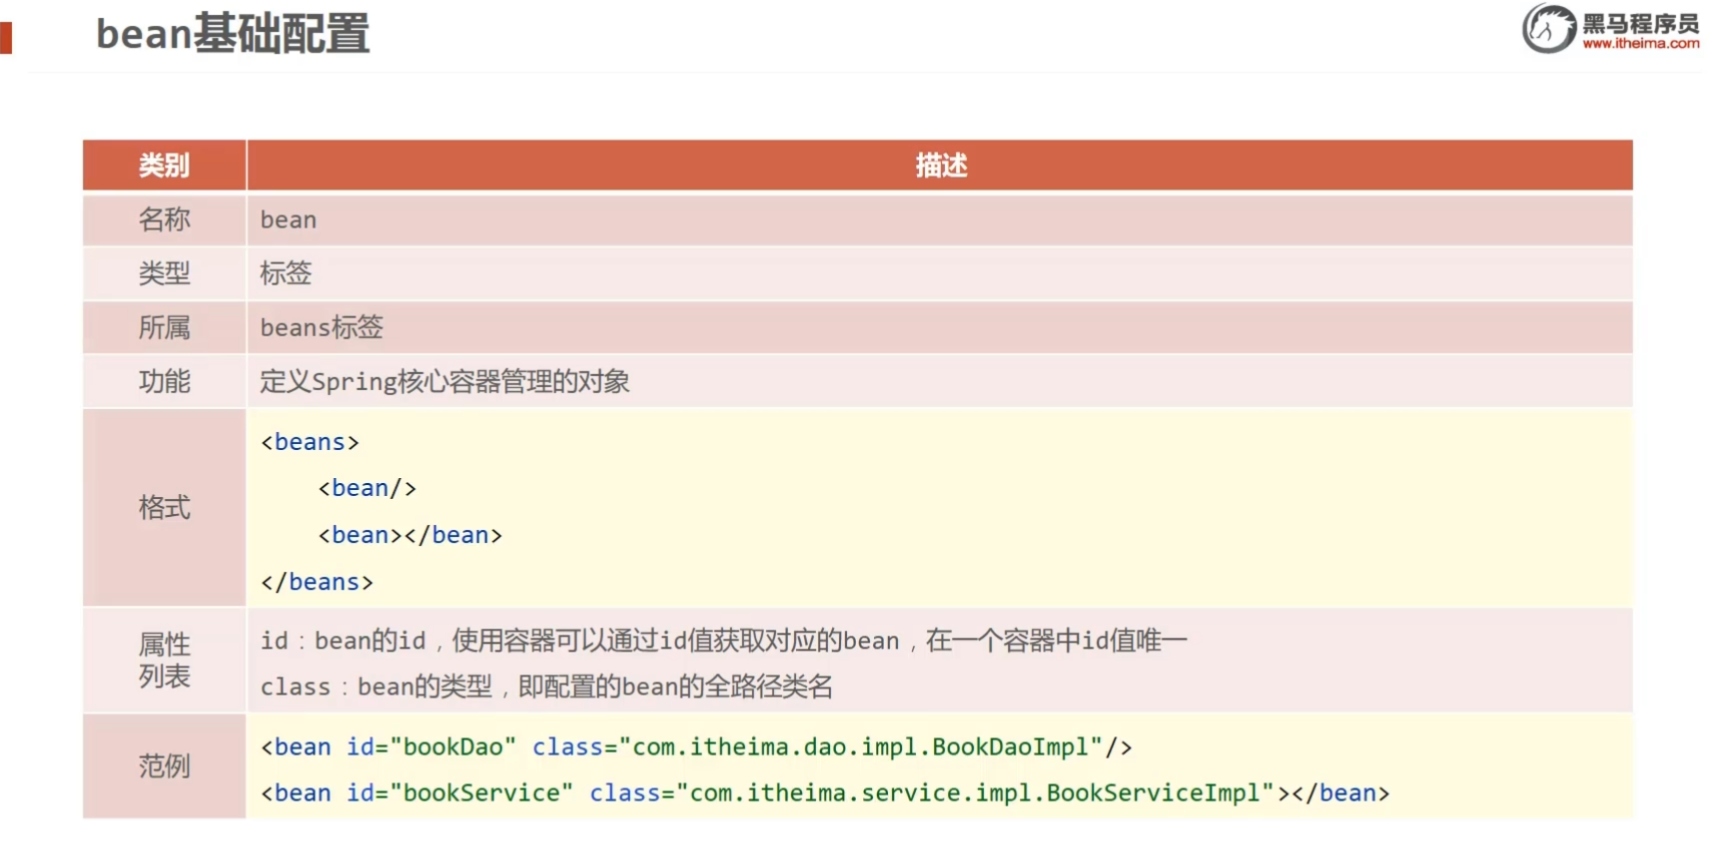 bean基础配置
黑马程序员
www.itheima.com
类别 描述
名称 bean
类型 标签
所属 beans标签
功能 定义Spring核心容器管理的对象
格式
<beans>
<bean/>
<bean></bean>
</beans>
属性
列表
id：bean的id，使用容器可以通过id值获取对应的bean，在一个容器中id值唯一
class：bean的类型，即配置的bean的全路径类名
范例
<bean id="bookDao" class="com.itheima.dao.impl.BookDaoImpl"/>
<bean id="bookService" class="com.itheima.service.impl.BookServiceImpl"></bean>